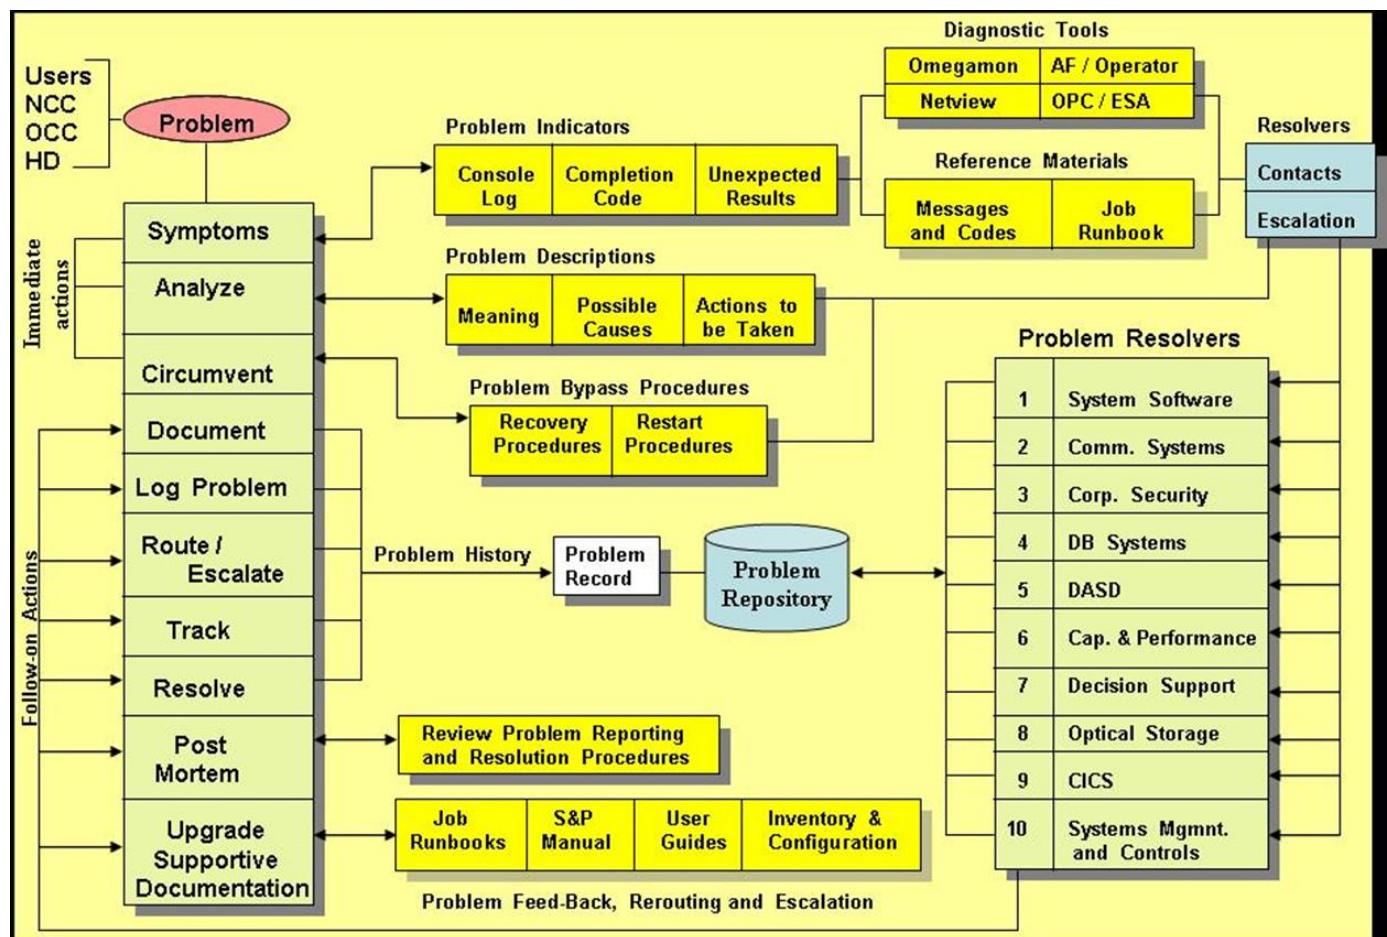 Users
NCC
OCC
HD
Problem
Immediate
actions
Follow-on Actions
Symptoms
Analyze
Circumvent
Document
Log Problem
Route /
Escalate
Track
Resolve
Post
Mortem
Upgrade
Supportive
Documentation
Problem Indicators
Console
Log
Completion
Code
Unexpected
Results
Diagnostic Tools
Omegamon
AF / Operator
Netview
OPC / ESA
Reference Materials
Messages
and Codes
Job
Runbook
Resolvers
Contacts
Escalation
Problem Descriptions
Meaning
Possible
Causes
Actions to
be Taken
Problem Bypass Procedures
Recovery
Procedures
Restart
Procedures
Problem History
Problem
Record
Problem
Repository
Problem Resolvers
1 System Software
2 Comm. Systems
3 Corp. Security
4 DB Systems
5 DASD
6 Cap. & Performance
7 Decision Support
8 Optical Storage
9 CICS
10 Systems Mgmnt.
and Controls
Review Problem Reporting
and Resolution Procedures
Job
Runbooks
S&P
Manual
User
Guides
Inventory &
Configuration
Problem Feed-Back, Rerouting and Escalation